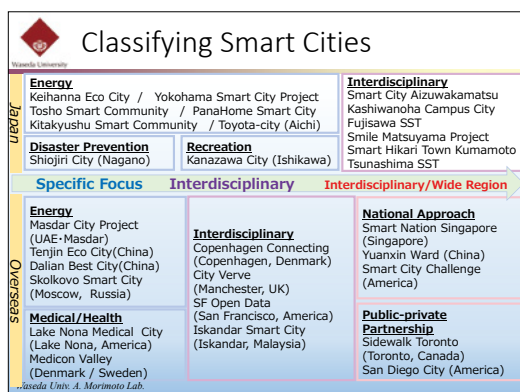 Classifying Smart Cities
Waseda University
Japan
Energy
Keihanna Eco City / Yokohama Smart City Project
Tosho Smart Community / PanaHome Smart City
Kitakyushu Smart Community / Toyota-city (Aichi)
Disaster Prevention
Shiojiri City (Nagano)
Recreation
Kanazawa City (Ishikawa)
Interdisciplinary
Smart City Aizuwakamatsu
Kashiwanoha Campus City
Fujisawa SST
Smile Matsuyama Project
Smart Hikari Town Kumamoto
Tsunashima SST
Specific Focus Interdisciplinary Interdisciplinary/Wide Region
Overseas
Energy
Masdar City Project
(UAE・Masdar)
Tenjin Eco City(China)
Dalian Best City(China)
Skolkovo Smart City
(Moscow, Russia)
Medical/Health
Lake Nona Medical City
(Lake Nona, America)
Medicon Valley
(Denmark / Sweden)
Interdisciplinary
Copenhagen Connecting
(Copenhagen, Denmark)
City Verve
(Manchester, UK)
SF Open Data
(San Francisco, America)
Iskandar Smart City
(Iskandar, Malaysia)
National Approach
Smart Nation Singapore
(Singapore)
Yuanxin Ward (China)
Smart City Challenge
(America)
Public-private
Partnership
Sidewalk Toronto
(Toronto, Canada)
San Diego City (America)
Waseda Univ. A. Morimoto Lab.